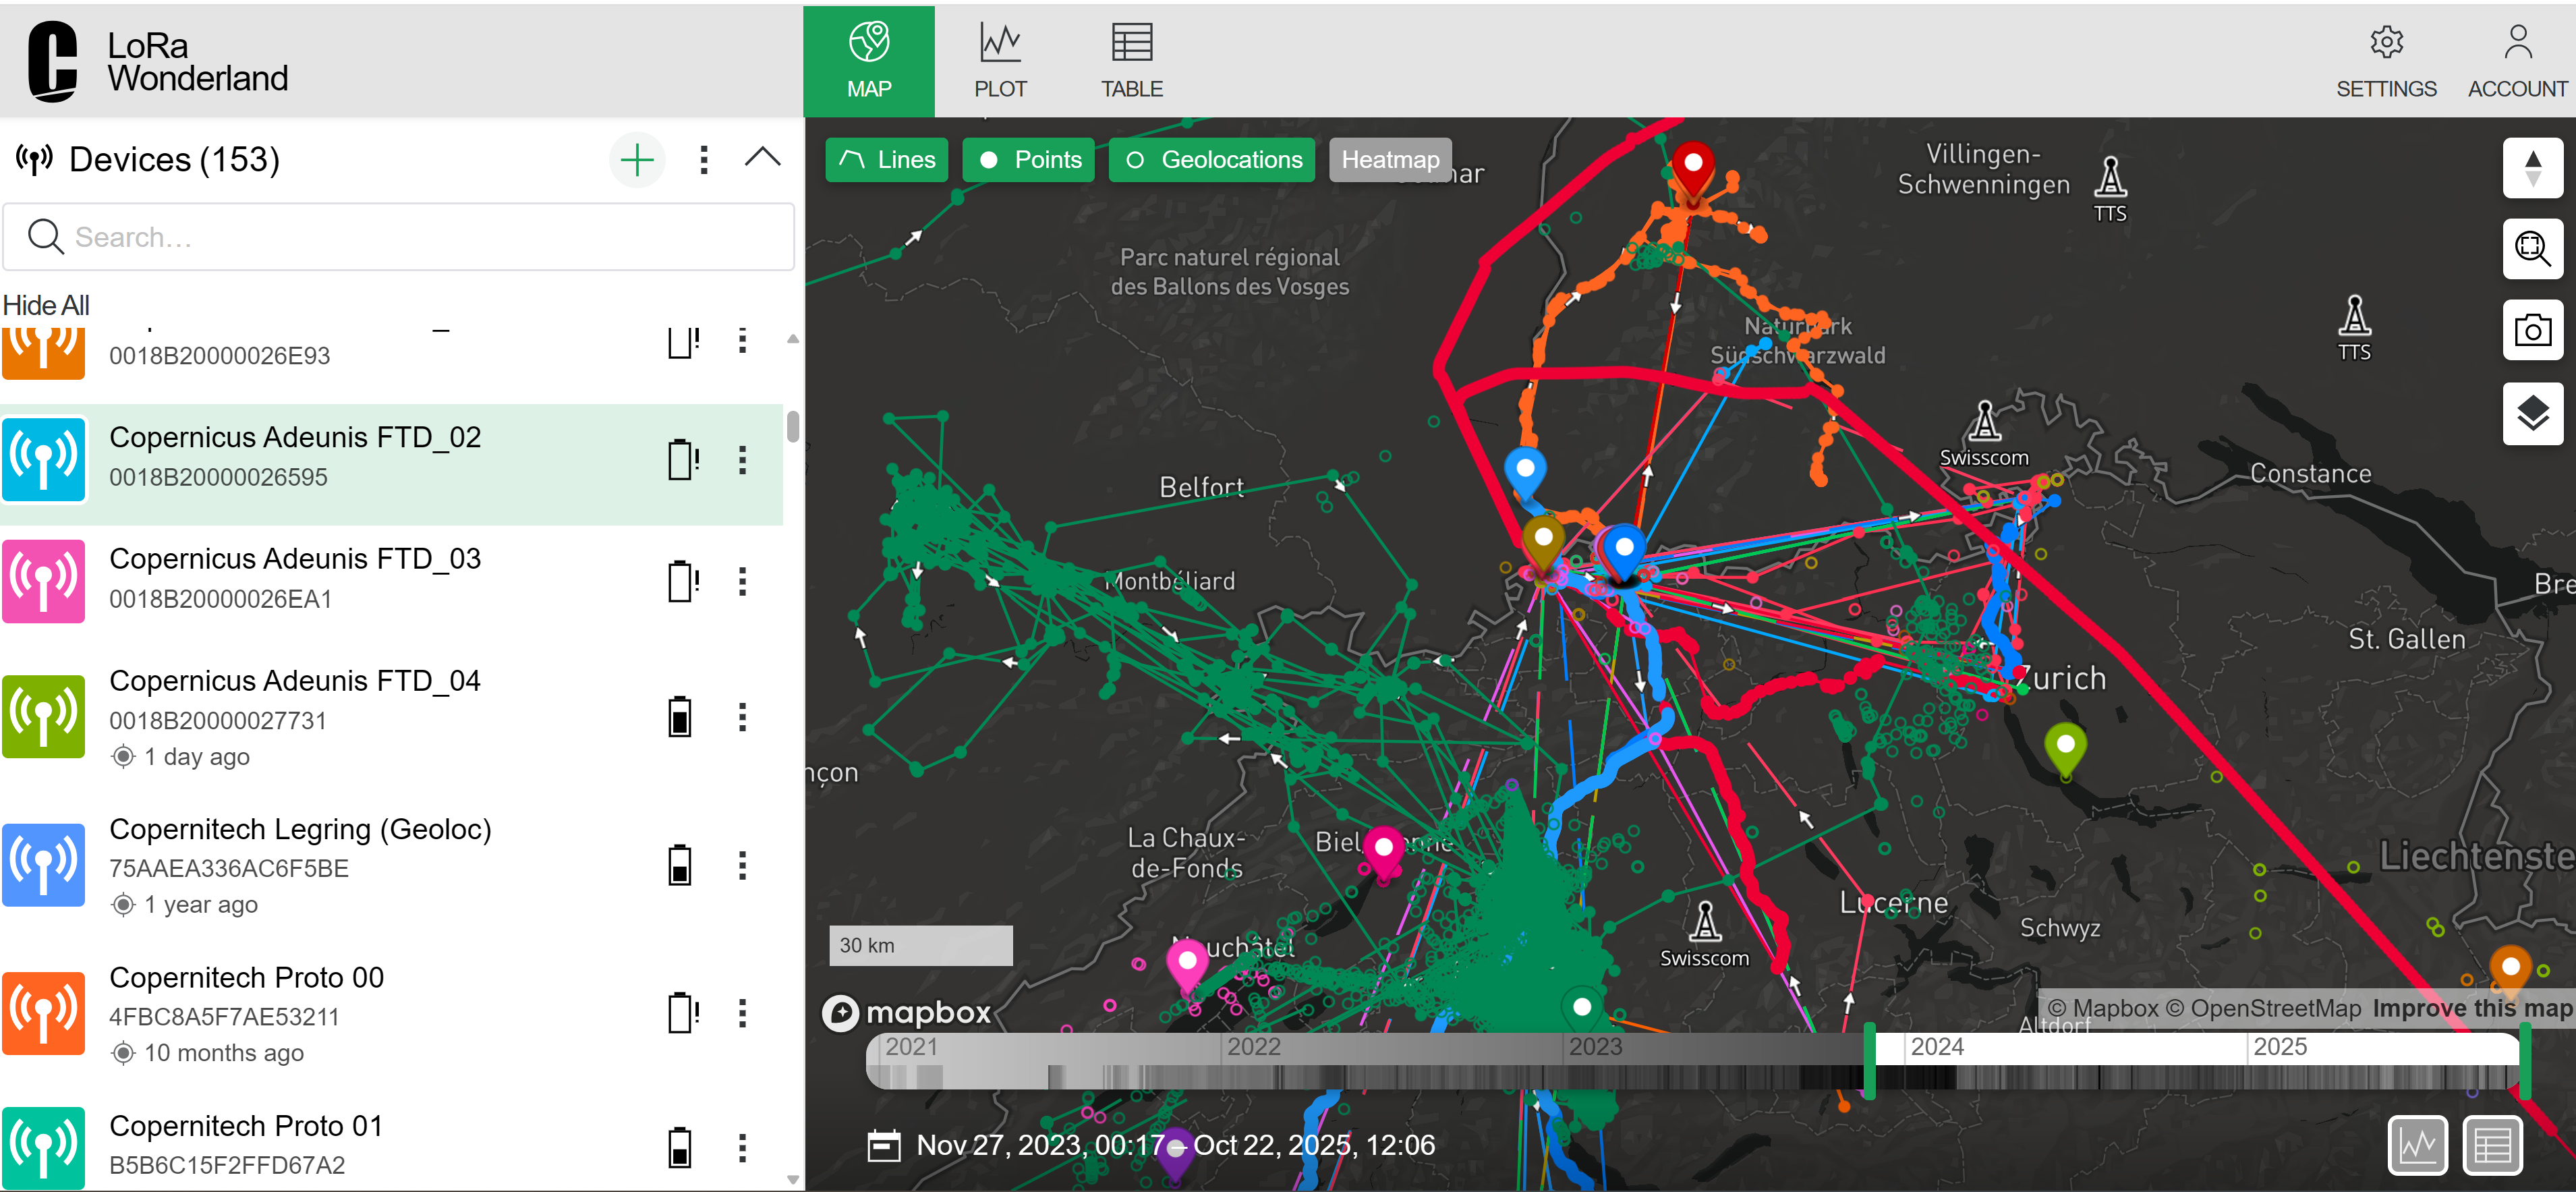 LoRa
Wonderland
MAP
PLOT
TABLE
SETTINGS
ACCOUNT
Devices (153)
Search...
Hide All
0018B20000026E93
Copernicus Adeunis FTD_02
0018B20000026595
Copernicus Adeunis FTD_03
0018B20000026EA1
Copernicus Adeunis FTD_04
0018B20000027731
1 day ago
Copernitech Legring (Geoloc)
75AAEA336AC6F5BE
1 year ago
Copernitech Proto 00
4FBC8A5F7AE53211
10 months ago
Copernitech Proto 01
B5B6C15F2FFD67A2
Lines
Points
Geolocations
Heatmap
Villingen-
Schwenningen
TTS
Parc naturel régional
des Ballons des Vosges
Naturpark
Südschwarzwald
TTS
Swisscom
Constance
Belfort
Montbéliard
St. Gallen
Zurich
La Chaux-
de-Fonds
Liechtenste
Lucerne
Schwyz
Neuchâtel
Swisscom
30 km
mapbox
© Mapbox © OpenStreetMap Improve this map
Altdorf
2021
2022
2023
2024
2025
Nov 27, 2023, 00:17 – Oct 22, 2025, 12:06